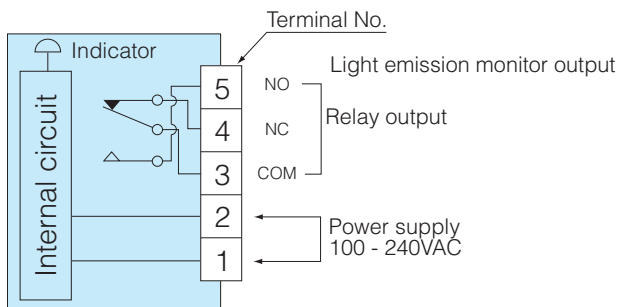 Terminal No.
Indicator
Light emission monitor output
5 NO
Relay output
4 NC
3 COM
Internal circuit
2
Power supply
100 - 240VAC
1